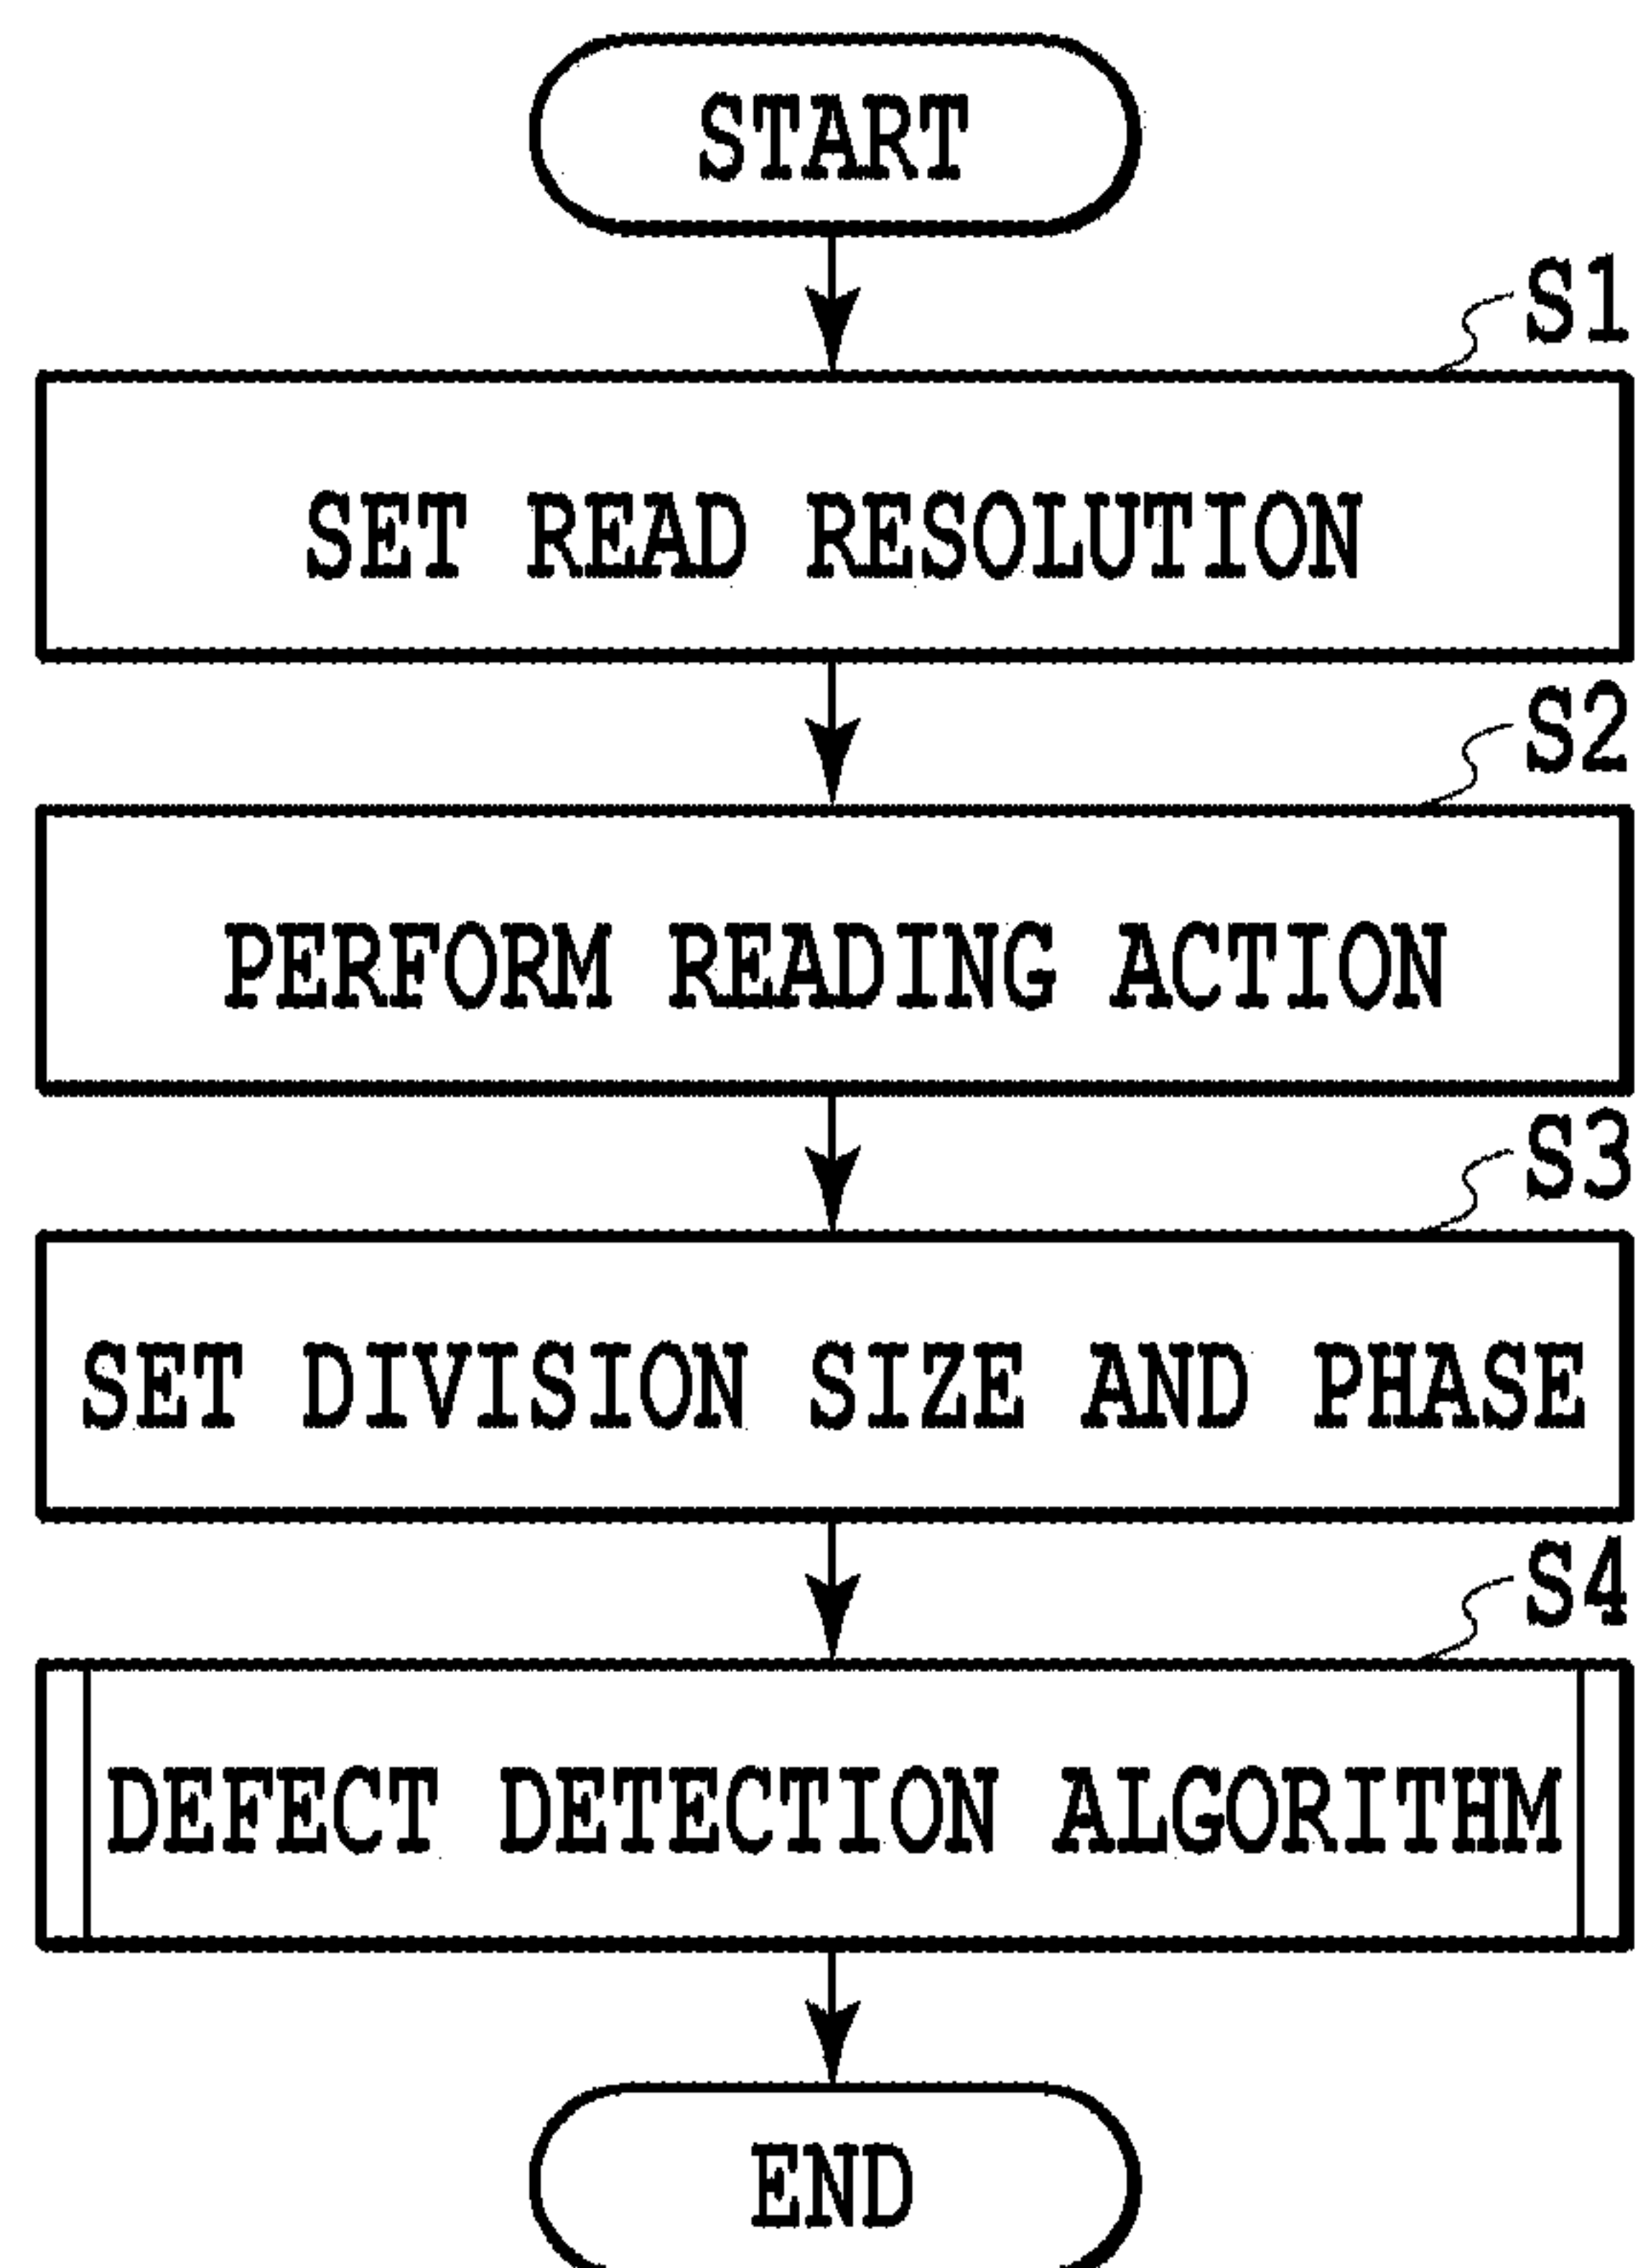 START
S1
SET READ RESOLUTION
S2
PERFORM READING ACTION
S3
SET DIVISION SIZE AND PHASE
S4
DEFECT DETECTION ALGORITHM
END